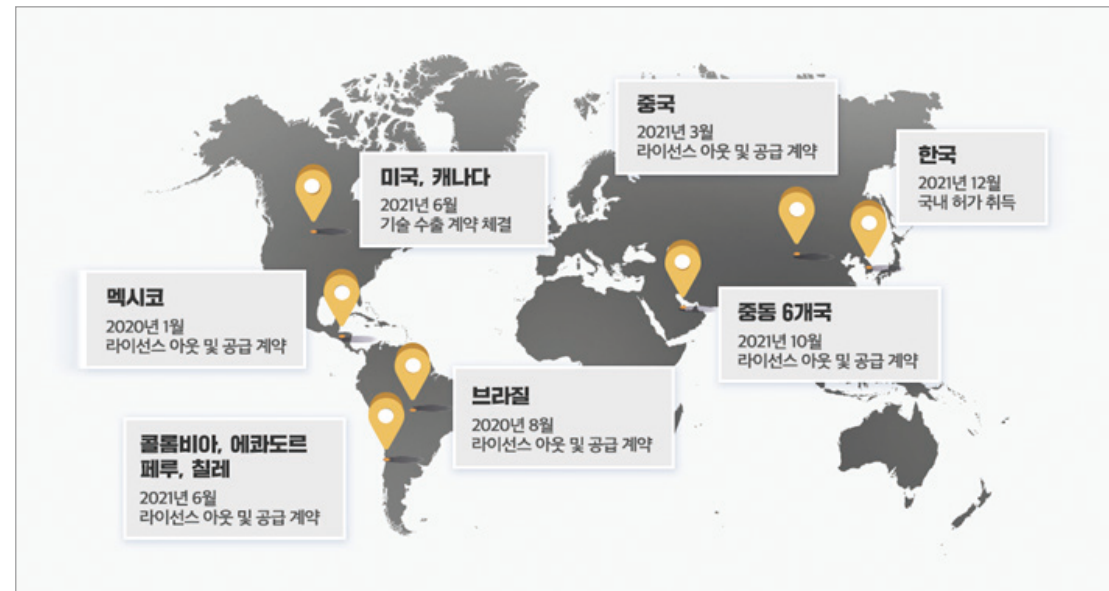 중국
2021년 3월
라이선스 아웃 및 공급 계약
한국
2021년 12월
국내 허가 취득
미국, 캐나다
2021년 6월
기술 수출 계약 체결
멕시코
2020년 1월
라이선스 아웃 및 공급 계약
중동 6개국
2021년 10월
라이선스 아웃 및 공급 계약
브라질
2020년 8월
라이선스 아웃 및 공급 계약
콜롬비아, 에콰도르
페루, 칠레
2021년 6월
라이선스 아웃 및 공급 계약